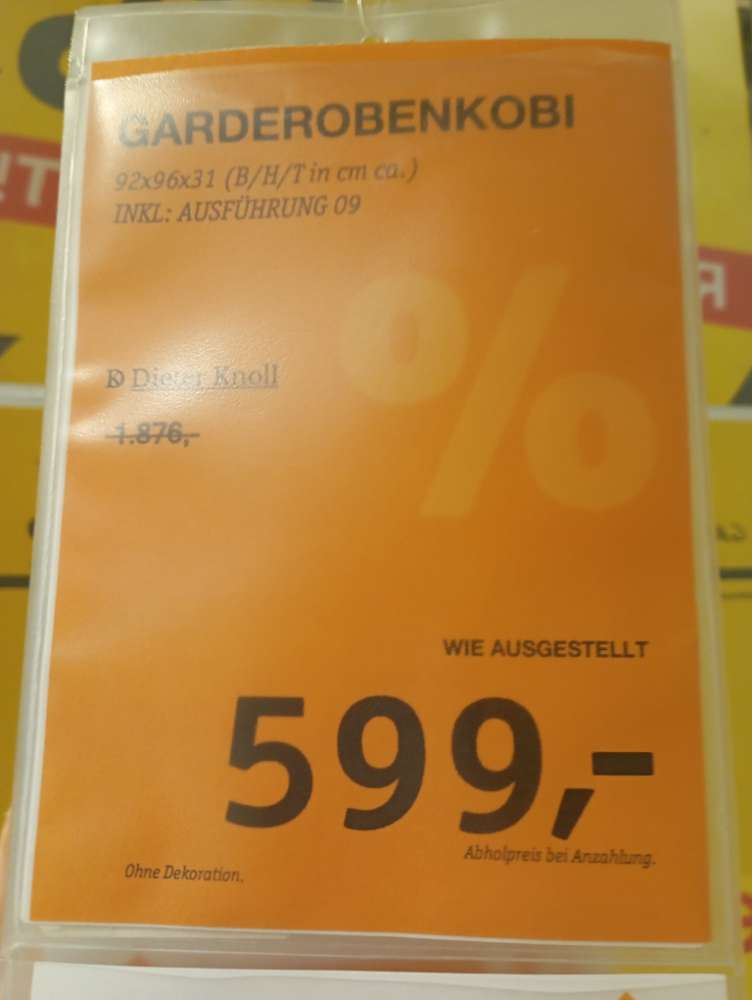 GARDEROBENKOBI
92x96x31 (B/H/T in cm ca.)
INKL: AUSFÜHRUNG 09
%
Dieter Knoll
1.876,-
WIE AUSGESTELLT
599,-
Abholpreis bei Anzahlung.
Ohne Dekoration.